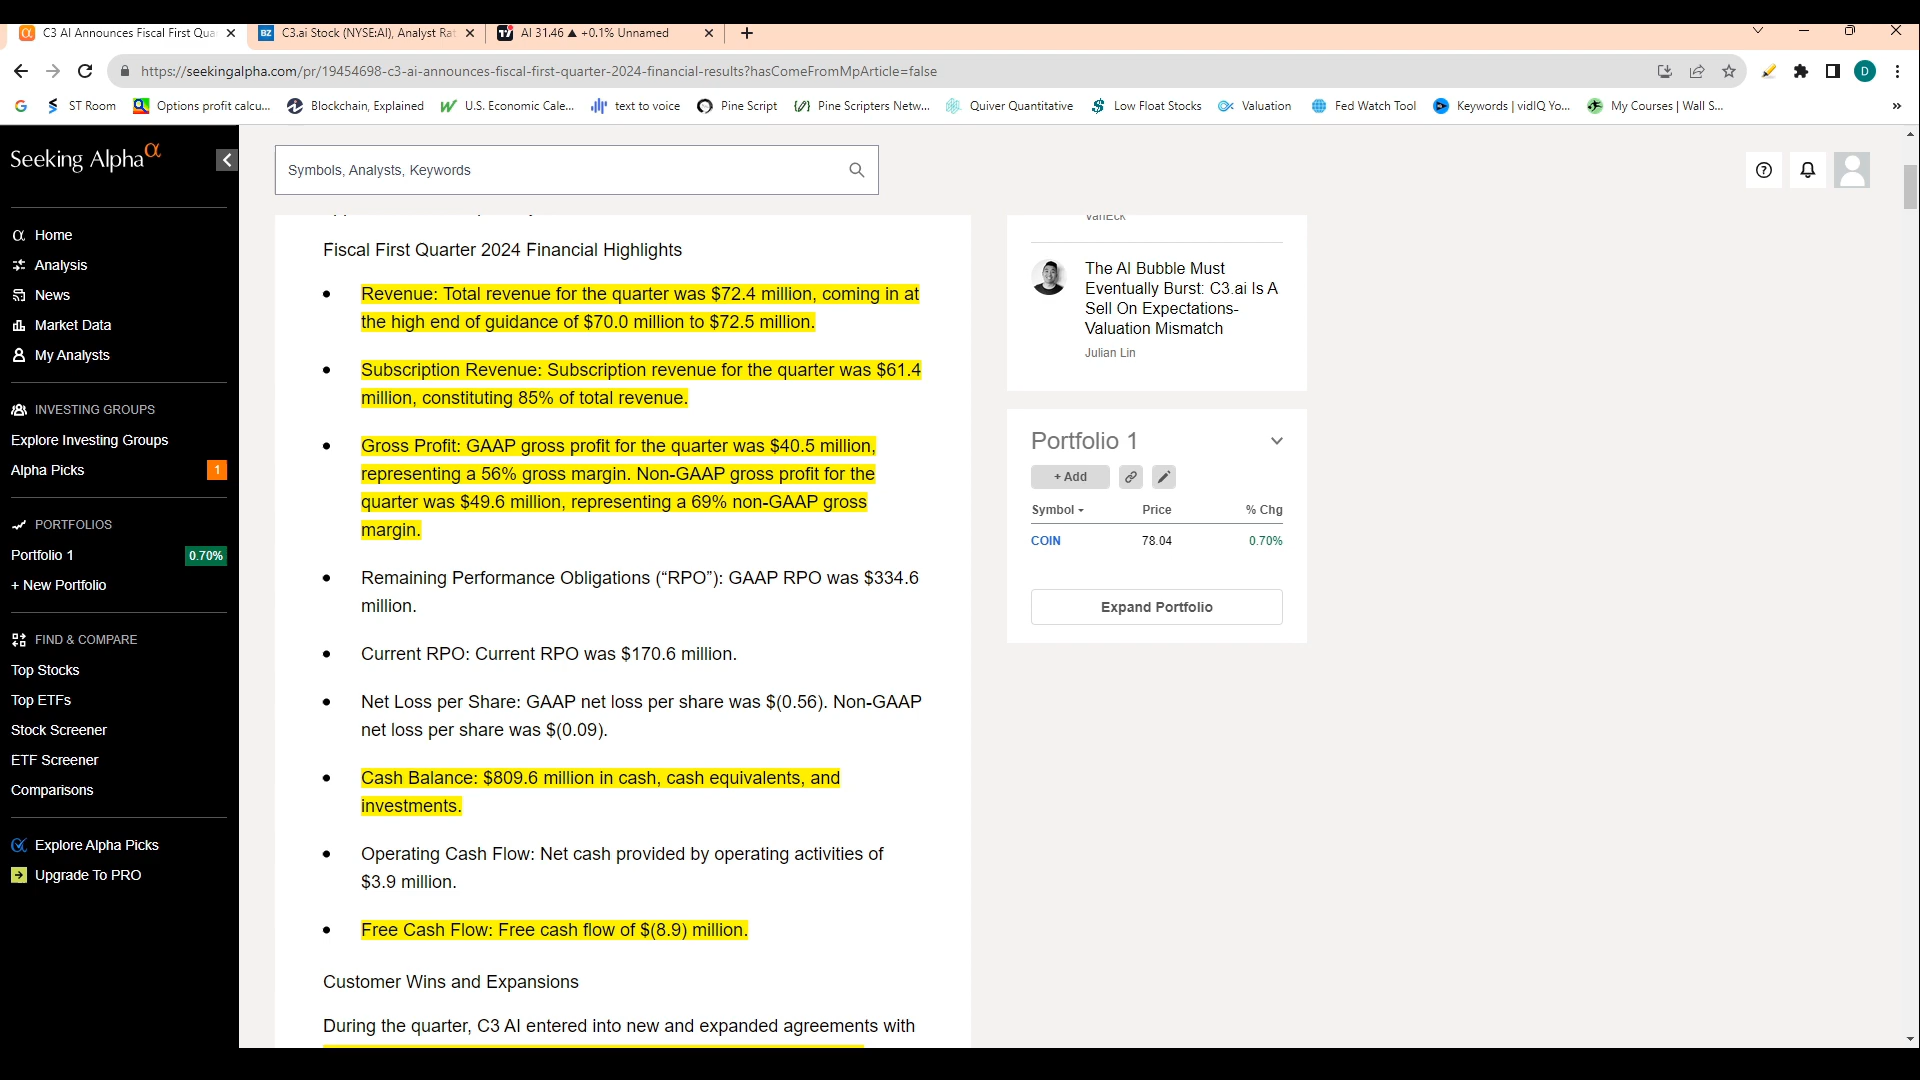 C3 AI Announces Fiscal First Qua
C3.ai Stock (NYSE:AI), Analyst Rat
AI 31.46 ▲ +0.1% Unnamed
https://seekingalpha.com/pr/19454698-c3-ai-announces-fiscal-first-quarter-2024-financial-results?hasComeFromMpArticle=false
D
ST Room
Options profit calcu...
Blockchain, Explained
U.S. Economic Cale...
text to voice
Pine Script
Pine Scripters Netw...
Quiver Quantitative
Low Float Stocks
Valuation
Fed Watch Tool
Keywords | vidIQ Yo...
My Courses | Wall S...
»
Seeking Alpha α
Home
Analysis
News
Market Data
My Analysts
INVESTING GROUPS
Explore Investing Groups
Alpha Picks 1
PORTFOLIOS
Portfolio 1 0.70%
+ New Portfolio
FIND & COMPARE
Top Stocks
Top ETFs
Stock Screener
ETF Screener
Comparisons
Explore Alpha Picks
Upgrade To PRO
Symbols, Analysts, Keywords
Fiscal First Quarter 2024 Financial Highlights
• Revenue: Total revenue for the quarter was $72.4 million, coming in at
the high end of guidance of $70.0 million to $72.5 million.
• Subscription Revenue: Subscription revenue for the quarter was $61.4
million, constituting 85% of total revenue.
• Gross Profit: GAAP gross profit for the quarter was $40.5 million,
representing a 56% gross margin. Non-GAAP gross profit for the
quarter was $49.6 million, representing a 69% non-GAAP gross
margin.
• Remaining Performance Obligations (“RPO”): GAAP RPO was $334.6
million.
• Current RPO: Current RPO was $170.6 million.
• Net Loss per Share: GAAP net loss per share was $(0.56). Non-GAAP
net loss per share was $(0.09).
• Cash Balance: $809.6 million in cash, cash equivalents, and
investments.
• Operating Cash Flow: Net cash provided by operating activities of
$3.9 million.
• Free Cash Flow: Free cash flow of $(8.9) million.
Customer Wins and Expansions
During the quarter, C3 AI entered into new and expanded agreements with
VanEck
The AI Bubble Must
Eventually Burst: C3.ai Is A
Sell On Expectations-
Valuation Mismatch
Julian Lin
Portfolio 1
+ Add
Symbol Price % Chg
COIN 78.04 0.70%
Expand Portfolio